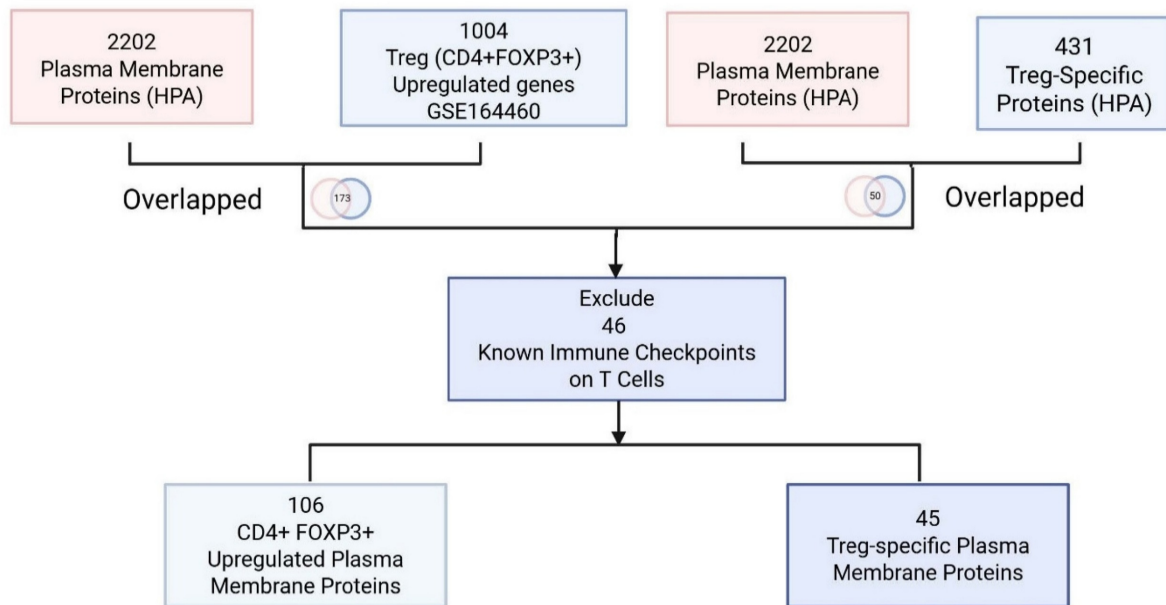 2202
Plasma Membrane
Proteins (HPA)
1004
Treg (CD4+FOXP3+)
Upregulated genes
GSE164460
2202
Plasma Membrane
Proteins (HPA)
431
Treg-Specific
Proteins (HPA)
Overlapped
173
50
Overlapped
Exclude
46
Known Immune Checkpoints
on T Cells
106
CD4+ FOXP3+
Upregulated Plasma
Membrane Proteins
45
Treg-specific Plasma
Membrane Proteins